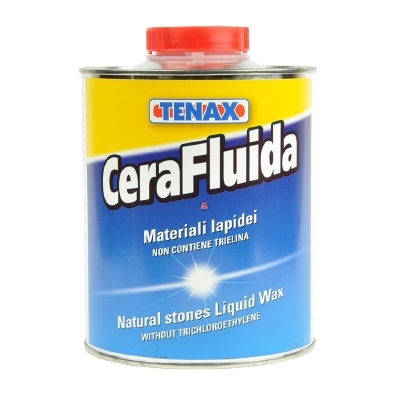 TENAX
CeraFluida
Materiali lapidei
NON CONTIENE TRIELINA
Natural stones Liquid Wax
WITHOUT TRICHLOROETHYLENE